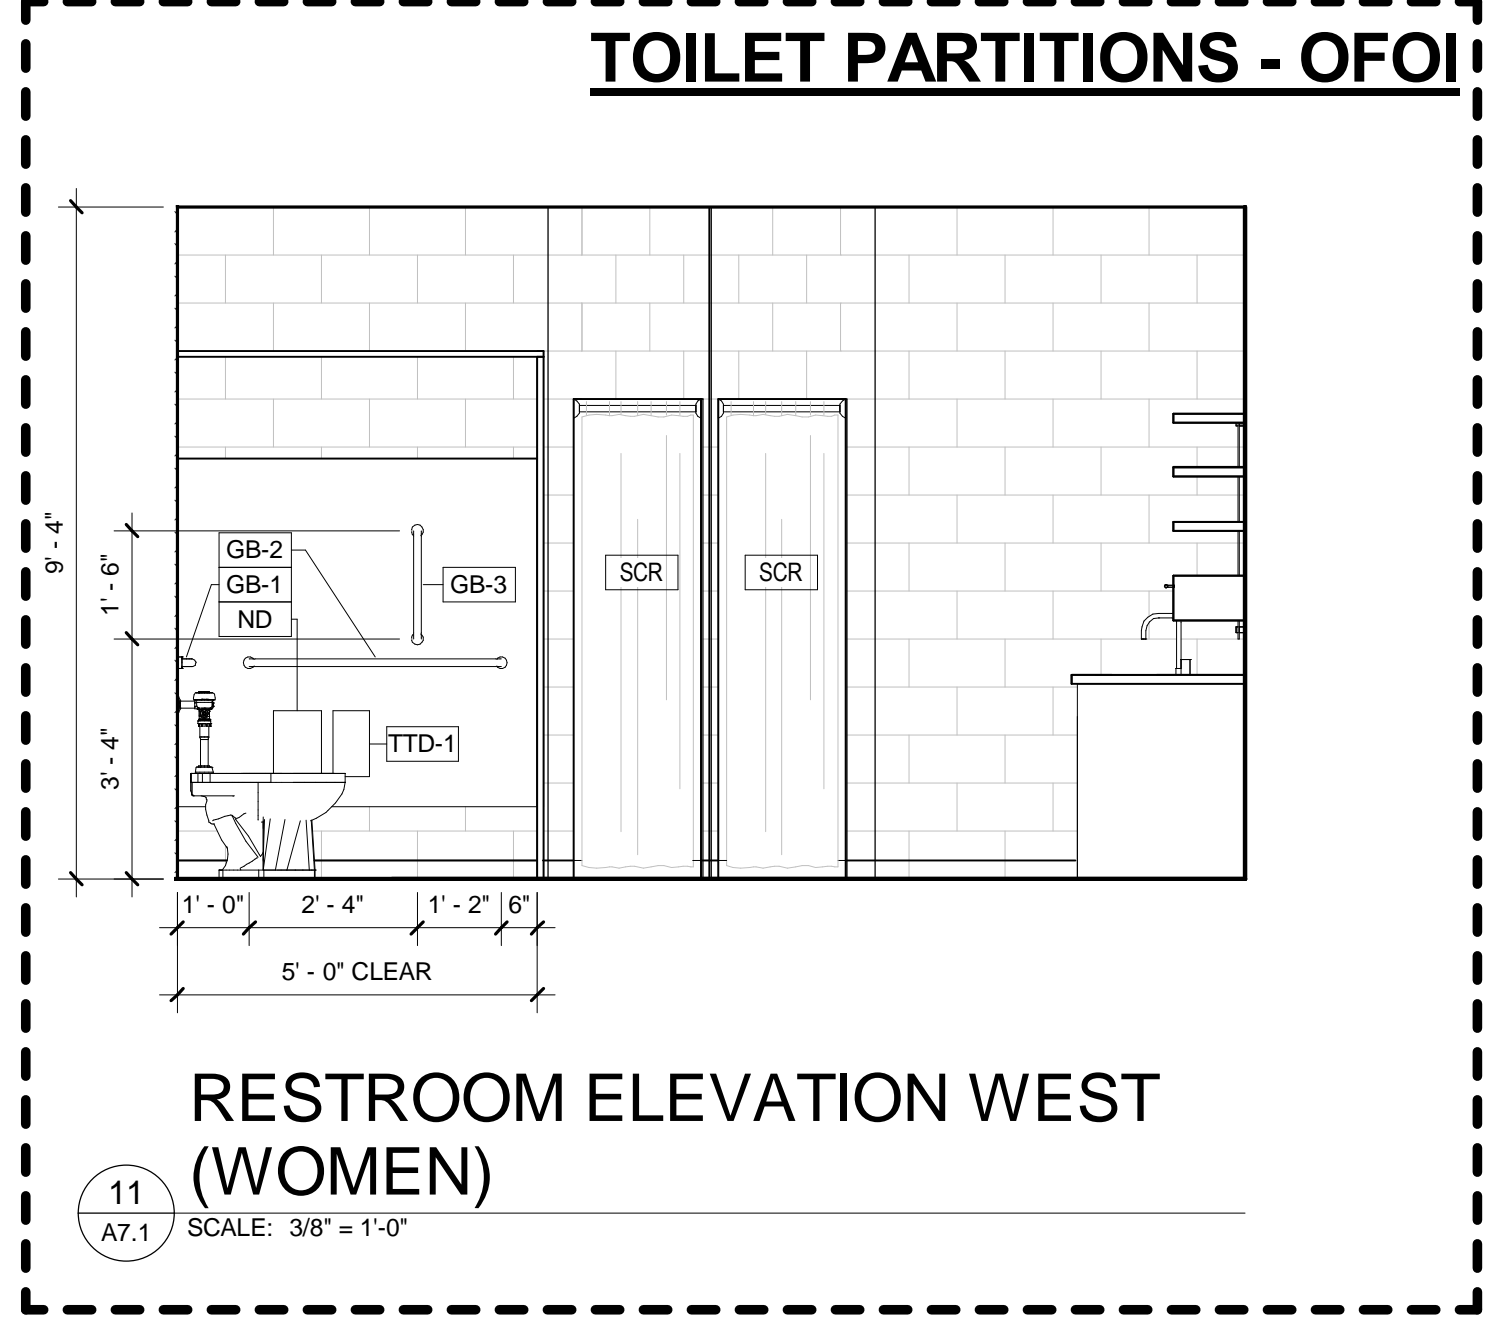 TOILET PARTITIONS - OFOI
9' - 4"
1' - 6"
3' - 4"
GB-2
GB-1
ND
GB-3
TTD-1
SCR
SCR
1' - 0"
2' - 4"
1' - 2"
6"
5' - 0" CLEAR
RESTROOM ELEVATION WEST
(WOMEN)
11
A7.1
SCALE: 3/8" = 1'-0"